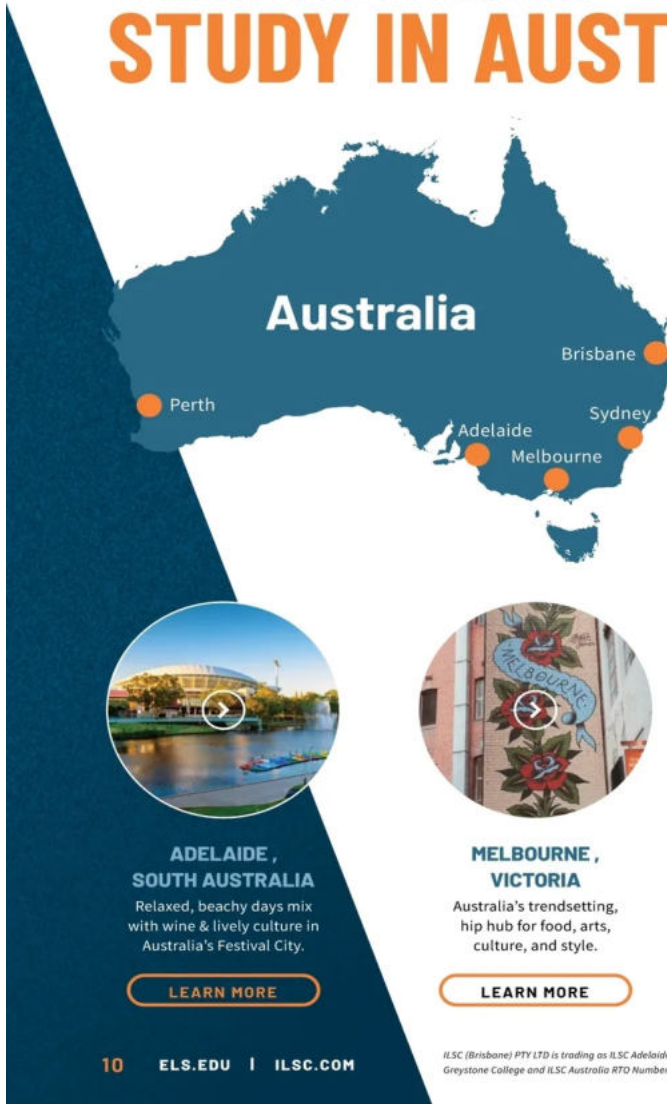 STUDY IN AUST
Australia
Brisbane
Perth
Sydney
Adelaide
Melbourne
MELBOURNE
ADELAIDE ,
SOUTH AUSTRALIA
Relaxed, beachy days mix
with wine & lively culture in
Australia's Festival City.
LEARN MORE
MELBOURNE ,
VICTORIA
Australia's trendsetting,
hip hub for food, arts,
culture, and style.
LEARN MORE
10 ELS.EDU | ILSC.COM
ILSC (Brisbane) PTY LTD is trading as ILSC Adelaide
Greystone College and ILSC Australia RTO Number